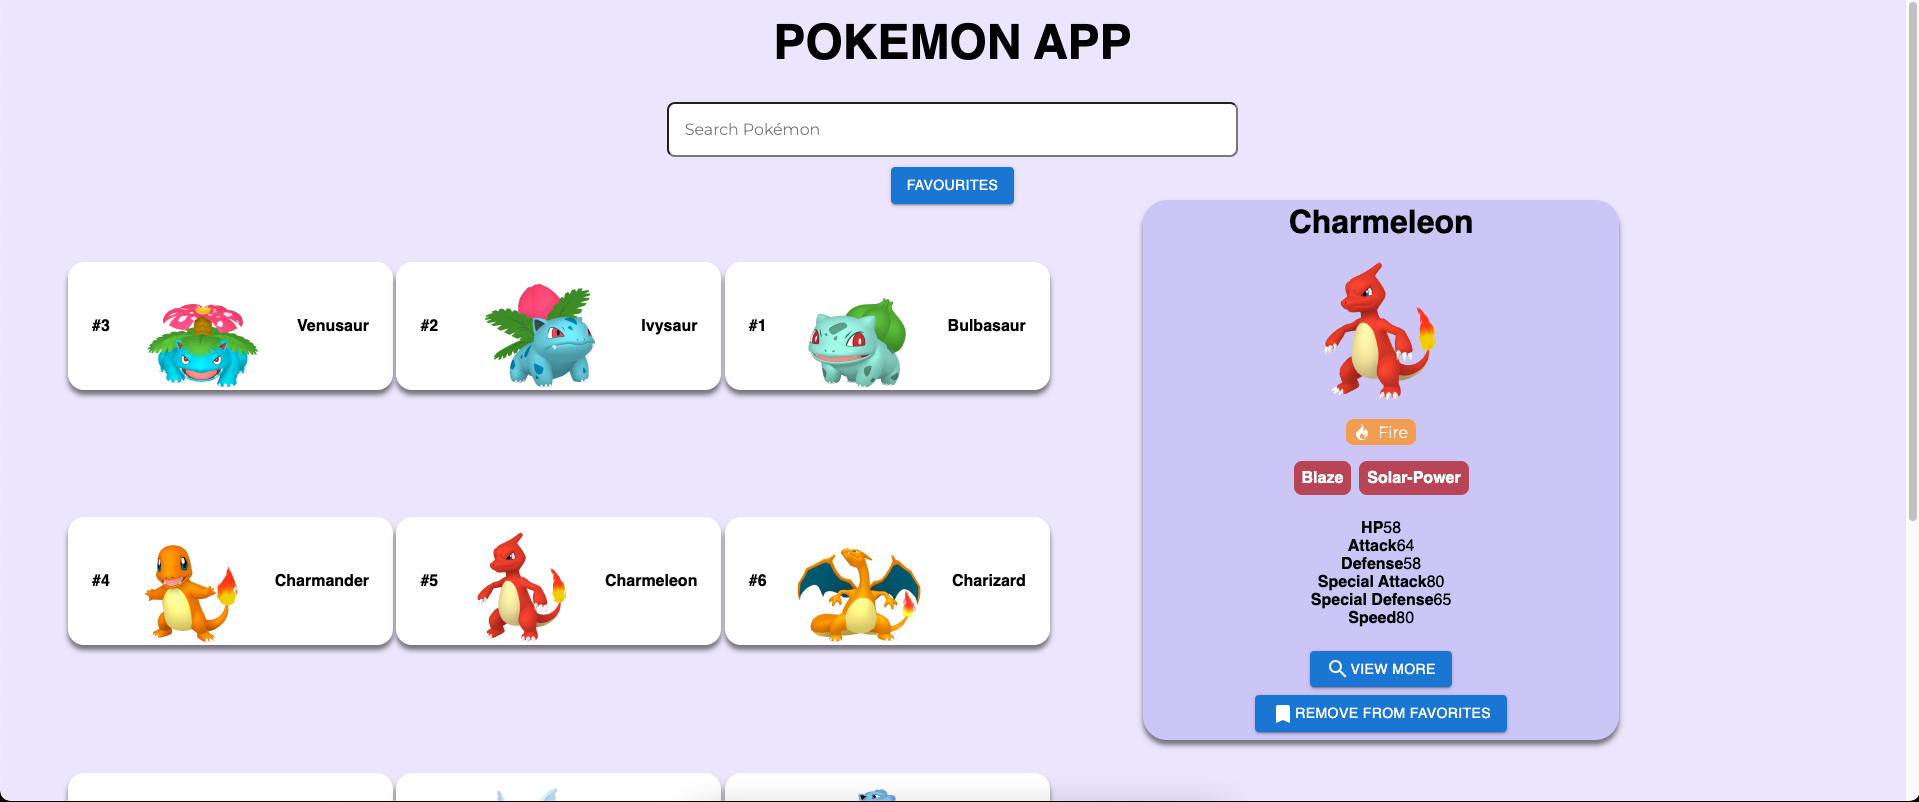 POKEMON APP
Search Pokémon
FAVOURITES
#3 Venusaur
#2 Ivysaur
#1 Bulbasaur
#4 Charmander
#5 Charmeleon
#6 Charizard
Charmeleon
Fire
Blaze Solar-Power
HP58
Attack64
Defense58
Special Attack80
Special Defense65
Speed80
VIEW MORE
REMOVE FROM FAVORITES